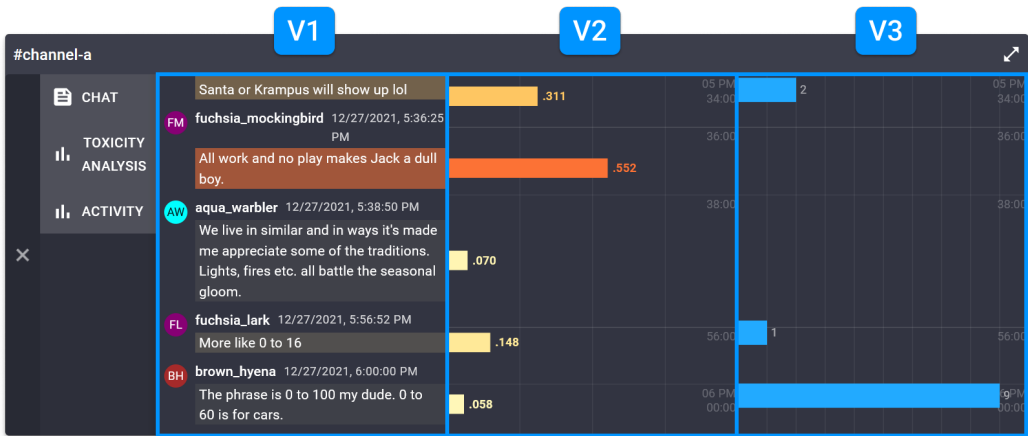 V1
V2
V3
#channel-a
CHAT
TOXICITY
ANALYSIS
ACTIVITY
Santa or Krampus will show up lol
FM
fuchsia_mockingbird 12/27/2021, 5:36:25
PM
All work and no play makes Jack a dull
boy.
AW
aqua_warbler 12/27/2021, 5:38:50 PM
We live in similar and in ways it's made
me appreciate some of the traditions.
Lights, fires etc. all battle the seasonal
gloom.
FL
fuchsia_lark 12/27/2021, 5:56:52 PM
More like 0 to 16
BH
brown_hyena 12/27/2021, 6:00:00 PM
The phrase is 0 to 100 my dude. 0 to
60 is for cars.
.311
.552
.070
.148
.058
05 PM
34:00
36:00
38:00
56:00
06 PM
00:00
2
1
9
05 PM
34:00
36:00
38:00
56:00
PM
00:00